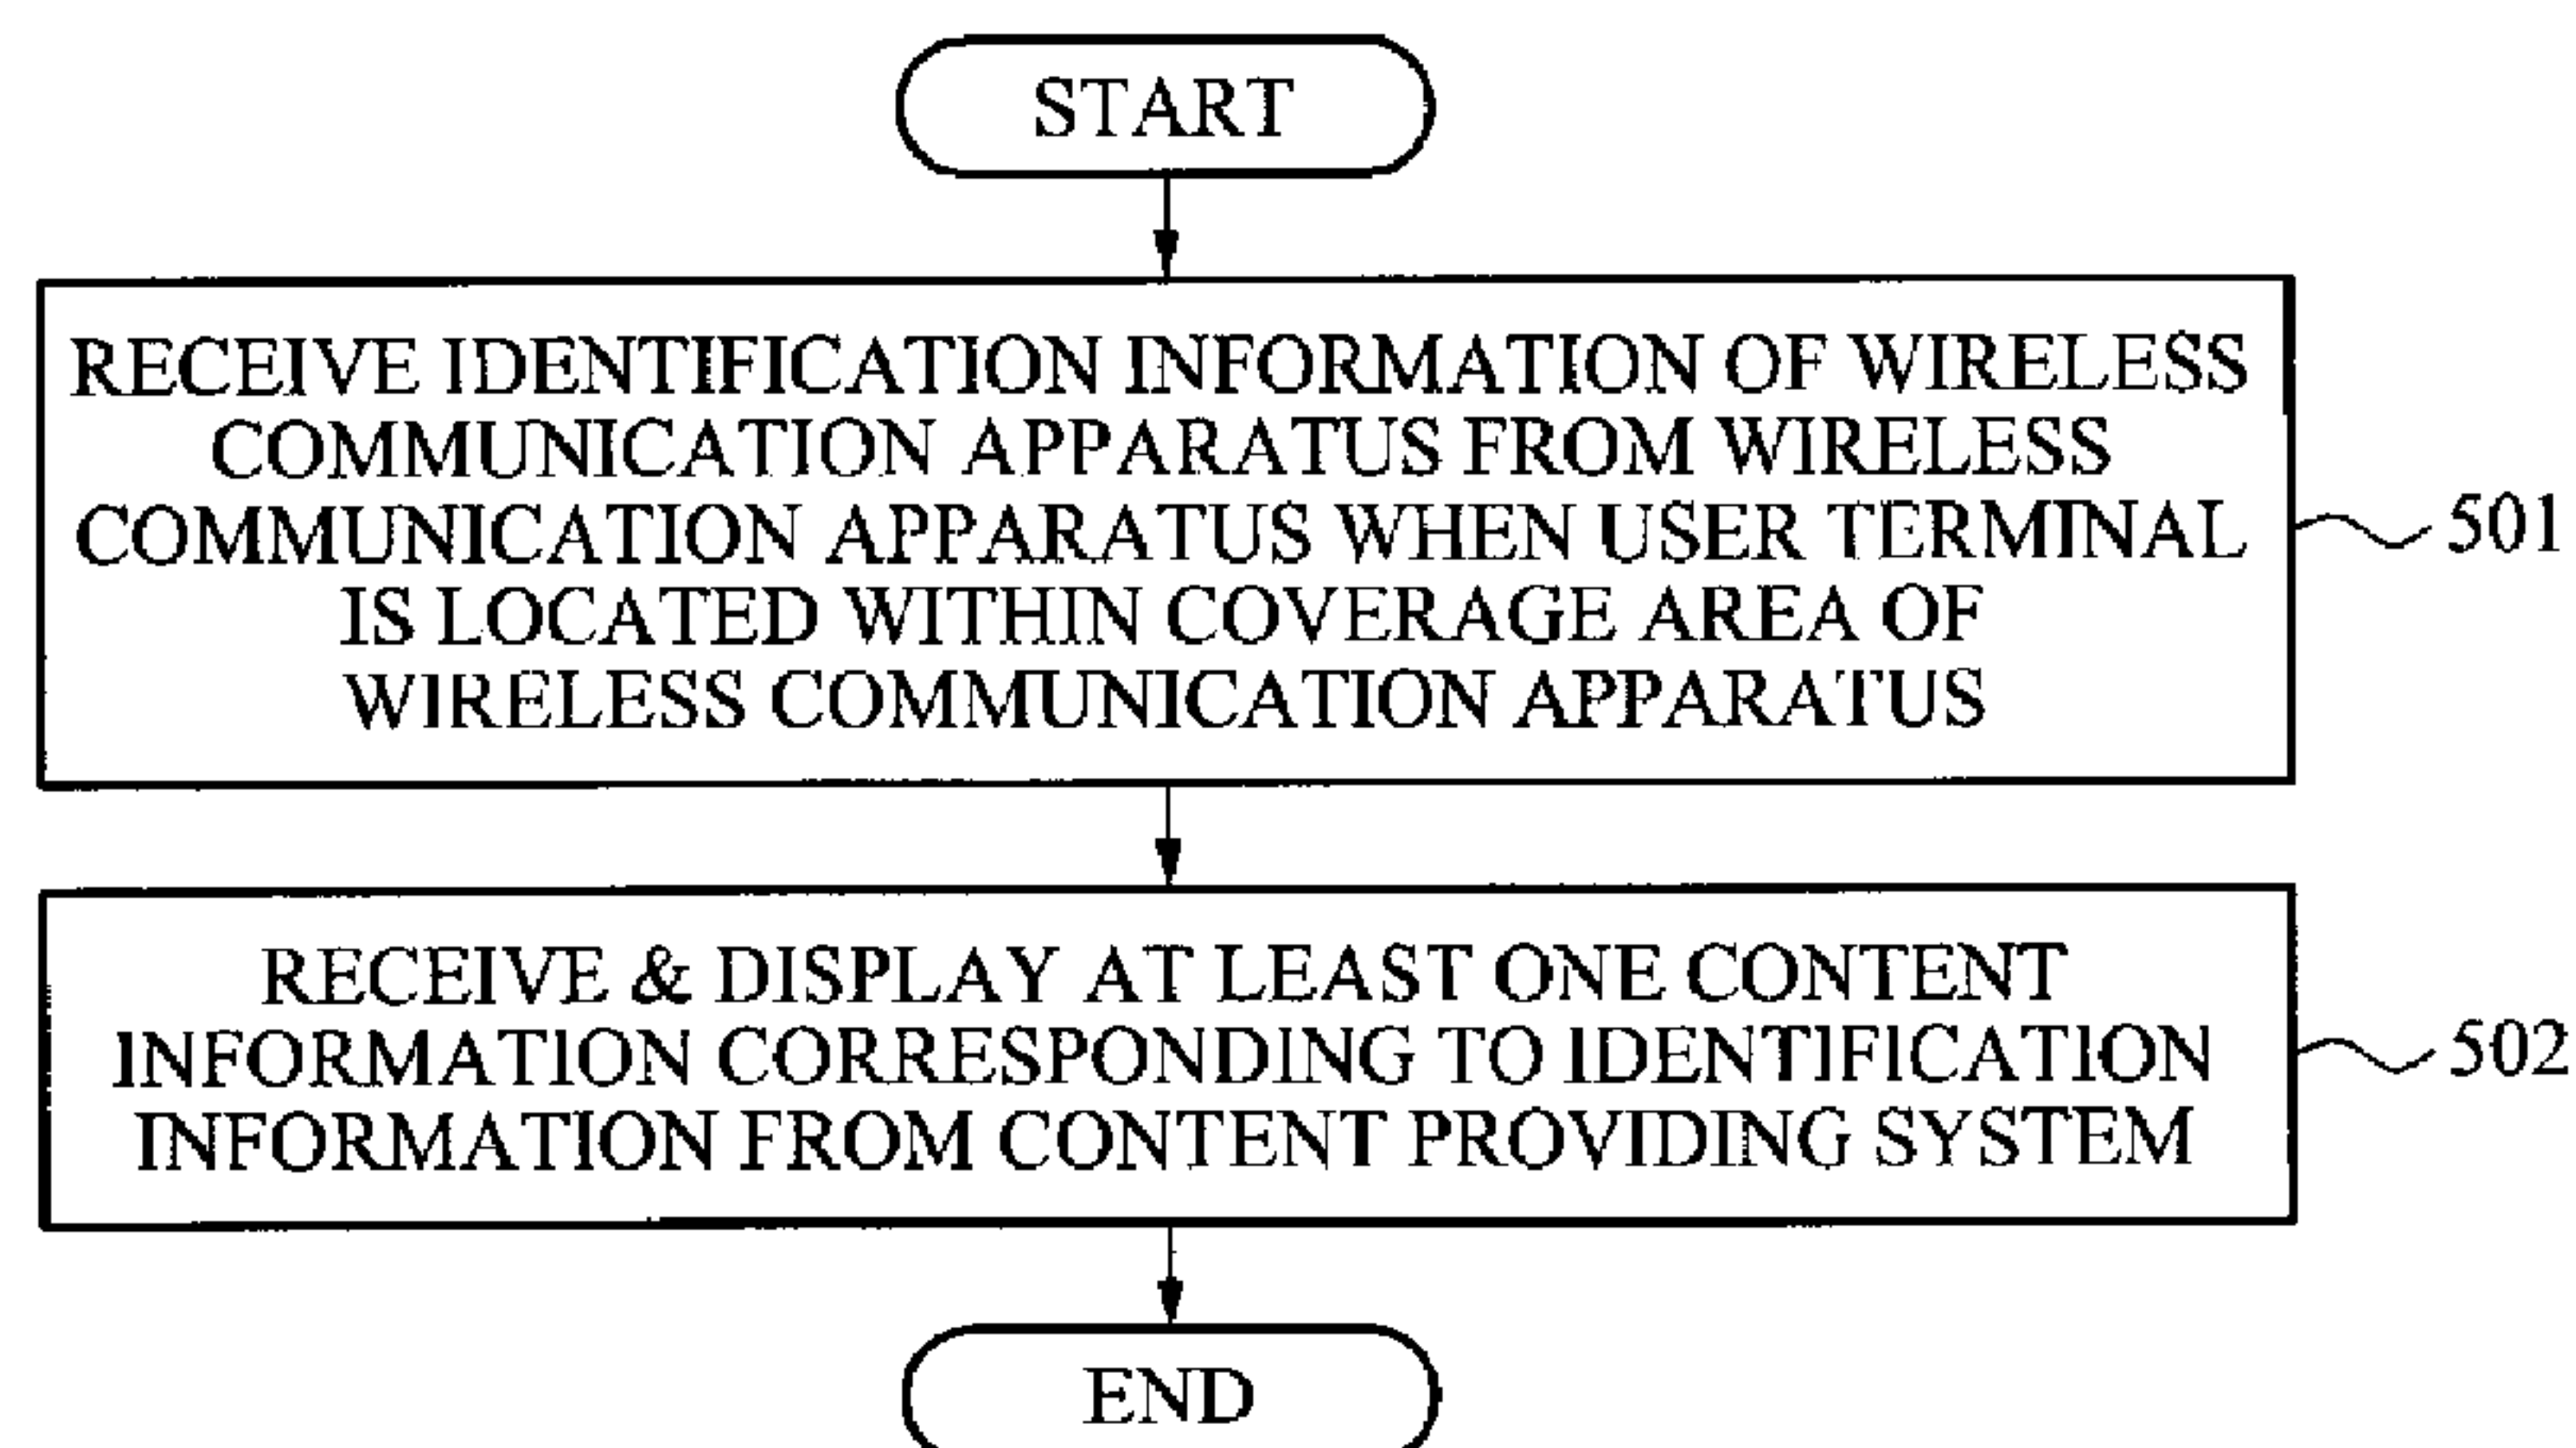 START
RECEIVE IDENTIFICATION INFORMATION OF WIRELESS
COMMUNICATION APPARATUS FROM WIRELESS
COMMUNICATION APPARATUS WHEN USER TERMINAL
IS LOCATED WITHIN COVERAGE AREA OF
WIRELESS COMMUNICATION APPARATUS
501
RECEIVE & DISPLAY AT LEAST ONE CONTENT
INFORMATION CORRESPONDING TO IDENTIFICATION
INFORMATION FROM CONTENT PROVIDING SYSTEM
502
END